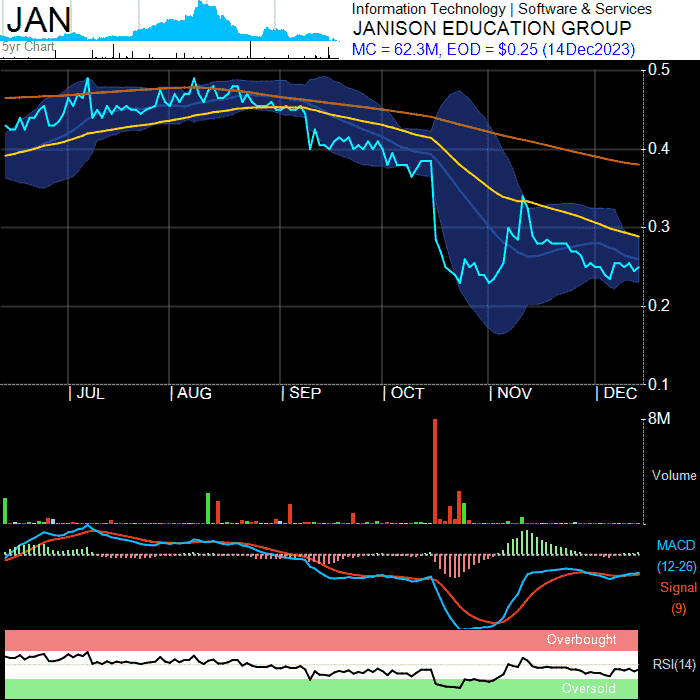 JAN
5yr Chart
Information Technology | Software & Services
JANISON EDUCATION GROUP
MC = 62.3M, EOD = $0.25 (14Dec2023)
0.5
0.4
0.3
0.2
0.1
| JUL
| AUG
| SEP
| OCT
| NOV
| DEC
8M
Volume
MACD
(12-26)
Signal
(9)
Overbought
RSI(14)
Oversold